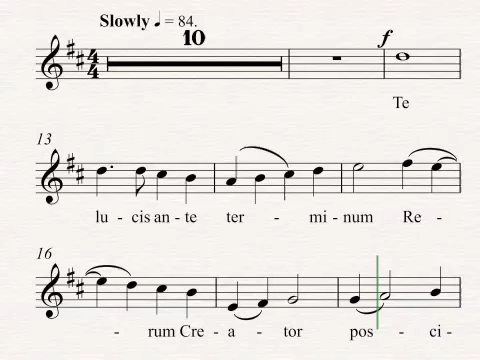 Slowly ♩ = 84.
10
f
Te
13
lu - cis an - te ter - - mi - num Re -
16
- rum Cre - a - tor pos - ci -